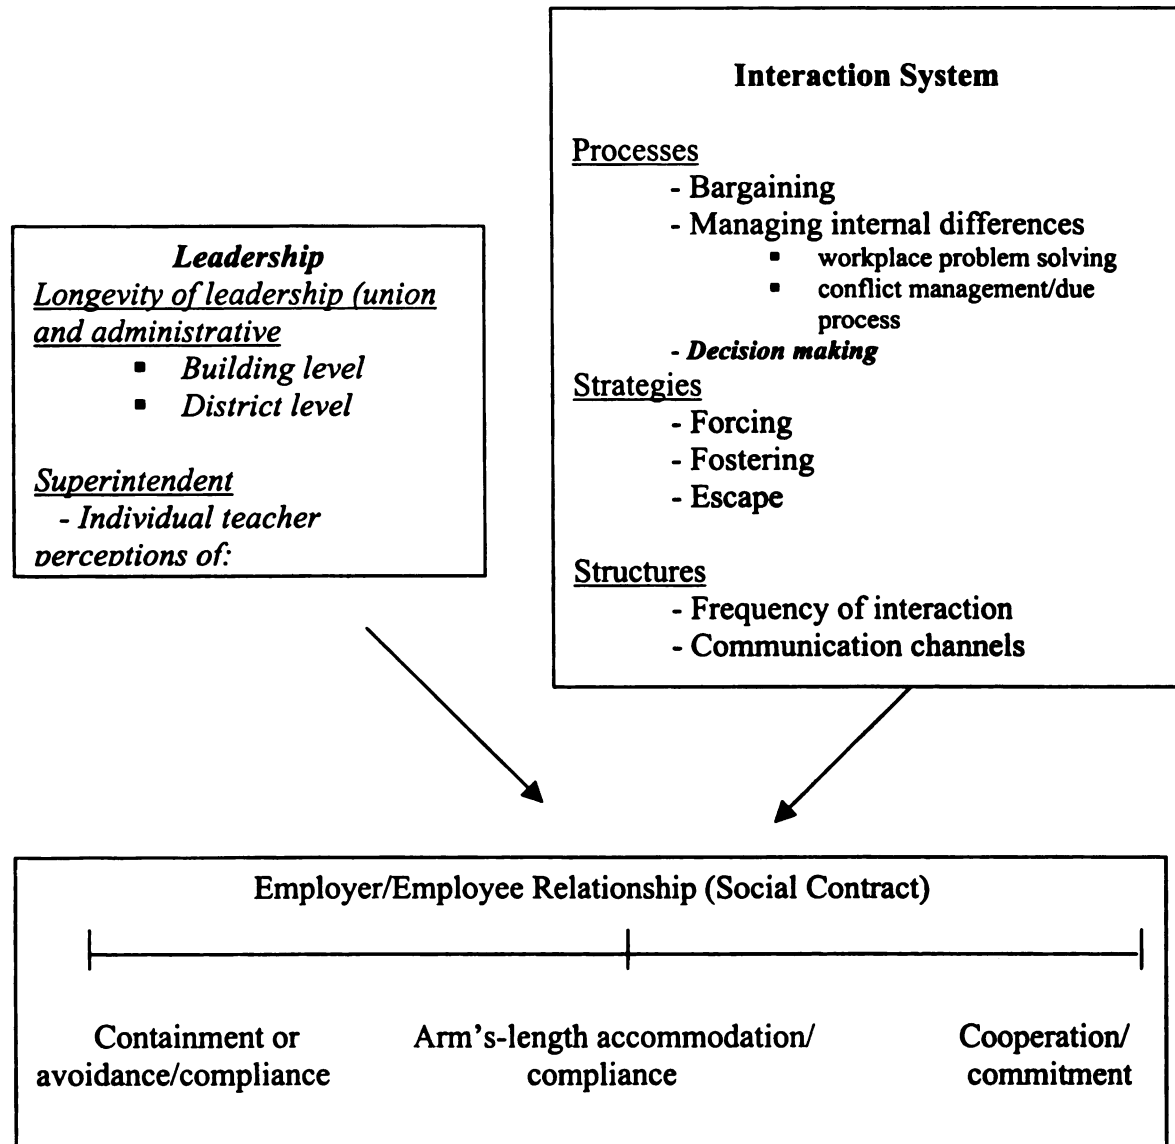 Interaction System
Processes
- Bargaining
- Managing internal differences
▪ workplace problem solving
▪ conflict management/due
process
- Decision making
Strategies
- Forcing
- Fostering
- Escape
Structures
- Frequency of interaction
- Communication channels
Leadership
Longevity of leadership (union
and administrative
▪ Building level
▪ District level
Superintendent
- Individual teacher
perceptions of:
Employer/Employee Relationship (Social Contract)
Containment or
avoidance/compliance
Arm's-length accommodation/
compliance
Cooperation/
commitment